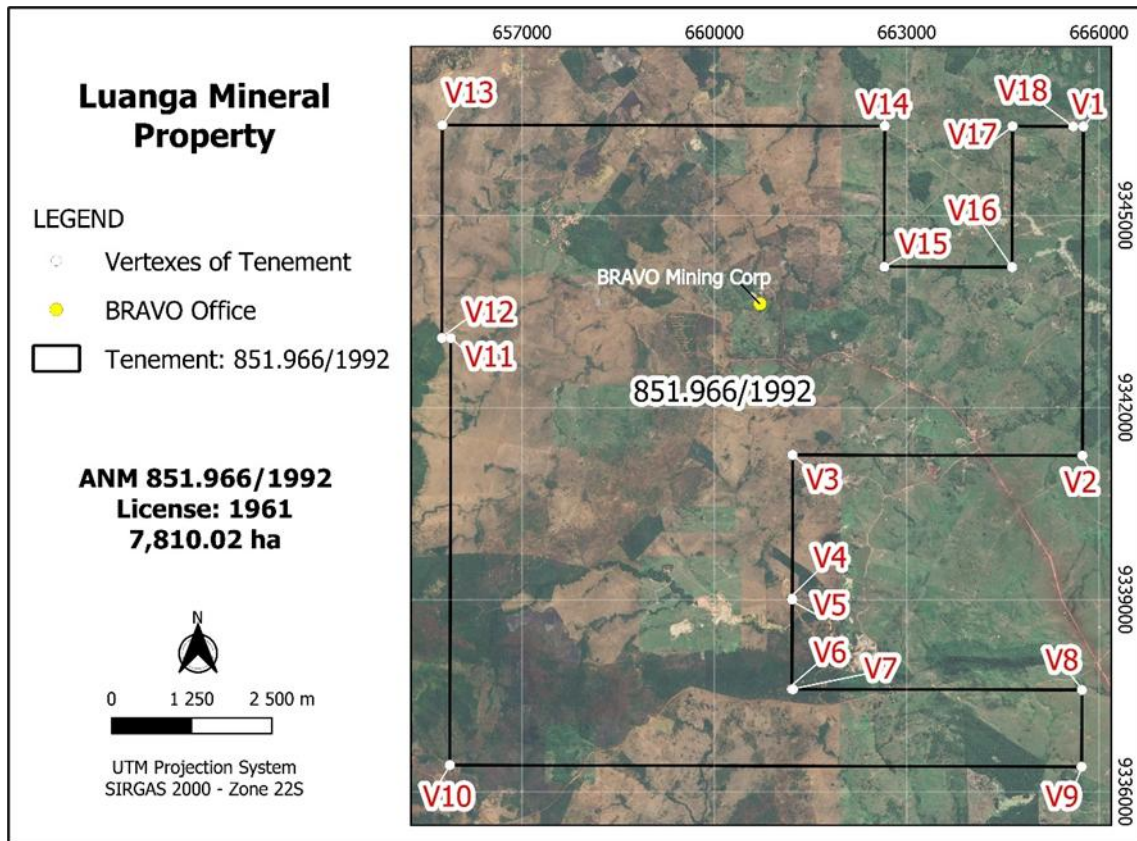 Luanga Mineral
Property
LEGEND
Vertexes of Tenement
BRAVO Office
Tenement: 851.966/1992
ANM 851.966/1992
License: 1961
7,810.02 ha
N
0 1 250 2 500 m
UTM Projection System
SIRGAS 2000 - Zone 22S
657000 660000 663000 666000
V13 V14 V18 V1
V17
9345000
V16
V15
BRAVO Mining Corp
V12
V11
851.966/1992
9342000
V3 V2
V4
9339000
V5
V6 V7 V8
9336000
V10 V9